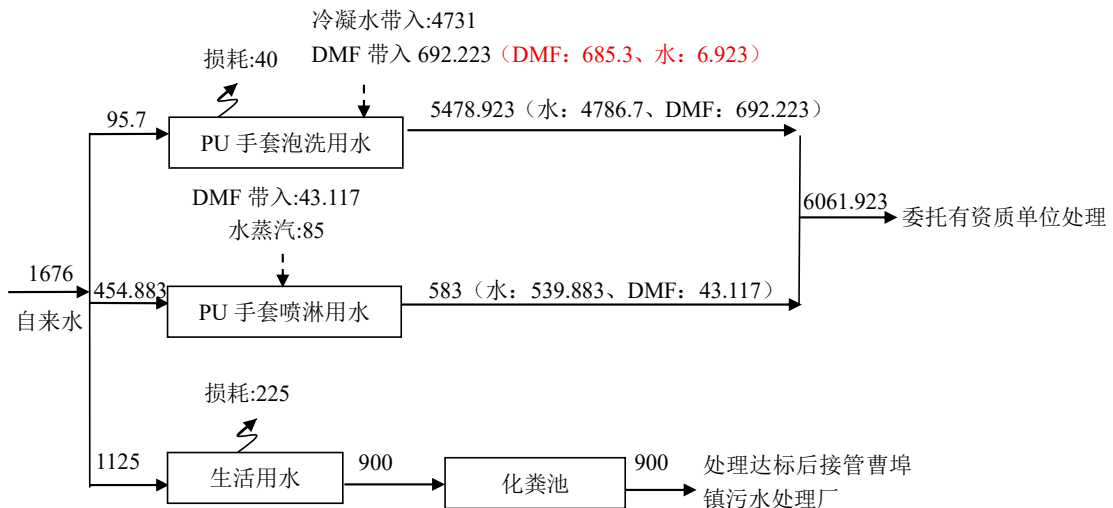 冷凝水带入:4731
损耗:40
DMF 带入 692.223（DMF：685.3、水：6.923）
95.7
PU 手套泡洗用水
5478.923（水：4786.7、DMF：692.223）
DMF 带入:43.117
水蒸汽:85
6061.923
委托有资质单位处理
1676
自来水
454.883
PU 手套喷淋用水
583（水：539.883、DMF：43.117）
损耗:225
1125
生活用水
900
化粪池
900
处理达标后接管曹埠
镇污水处理厂